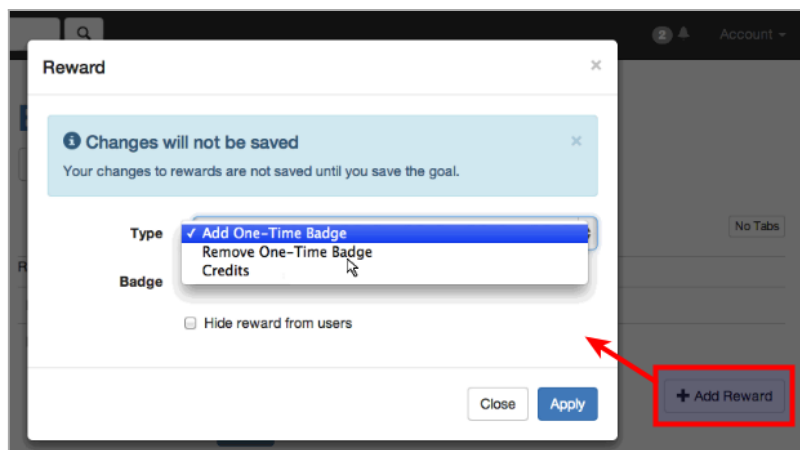 2
Account
Reward
×
Changes will not be saved
×
Your changes to rewards are not saved until you save the goal.
No Tabs
Type
✓ Add One-Time Badge
Remove One-Time Badge
Credits
Badge
Hide reward from users
+ Add Reward
Close
Apply